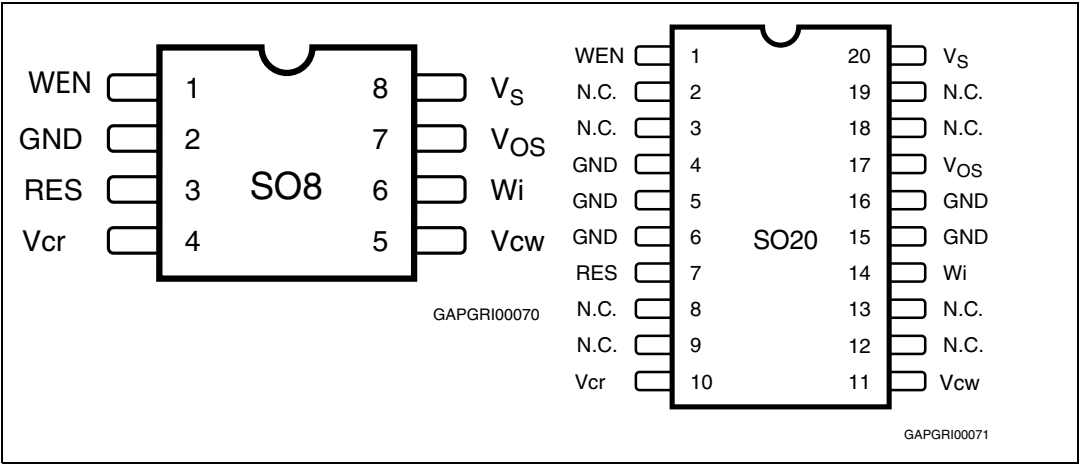 WEN 1 8 VS
GND 2 7 VOS
RES 3 SO8 6 Wi
Vcr 4 5 Vcw
GAPGRI00070
WEN 1 20 VS
N.C. 2 19 N.C.
N.C. 3 18 N.C.
GND 4 17 VOS
GND 5 16 GND
GND 6 SO20 15 GND
RES 7 14 Wi
N.C. 8 13 N.C.
N.C. 9 12 N.C.
Vcr 10 11 Vcw
GAPGRI00071